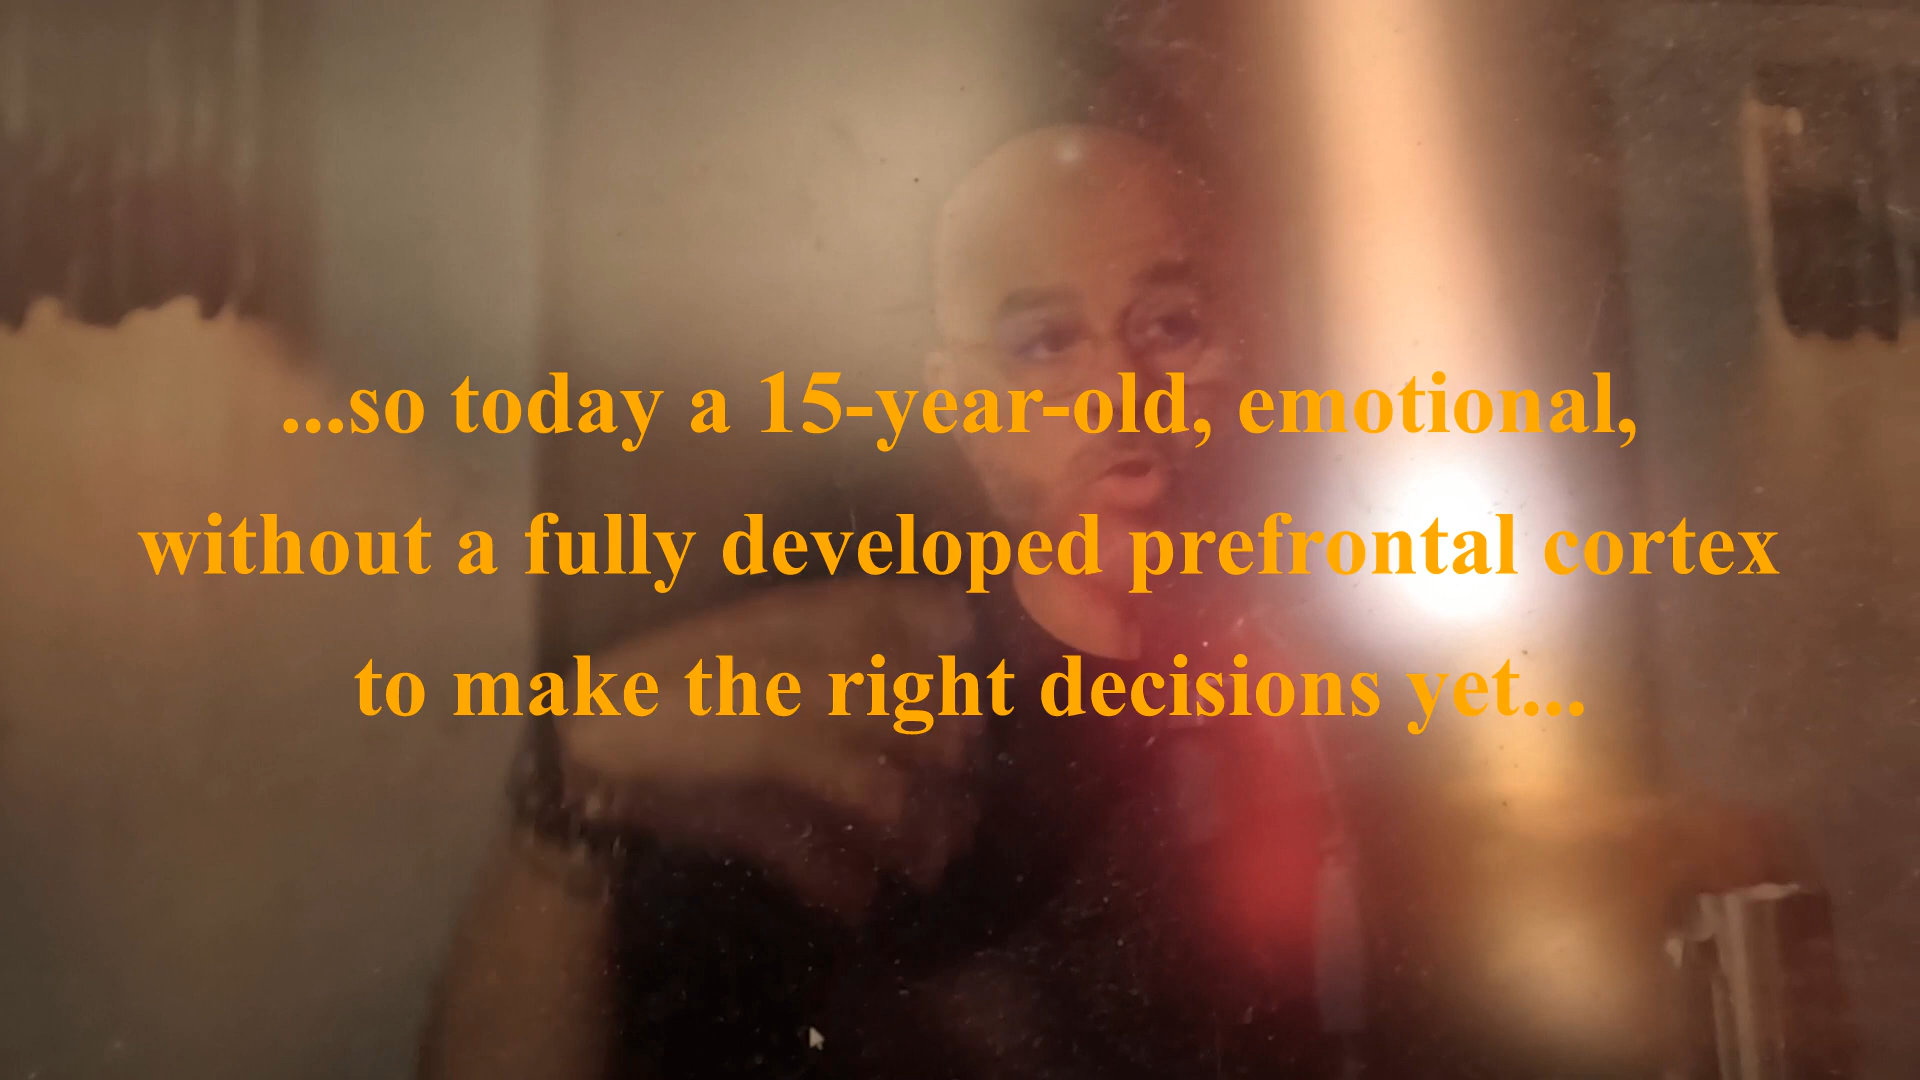 ...so today a 15-year-old, emotional,
without a fully developed prefrontal cortex
to make the right decisions yet...